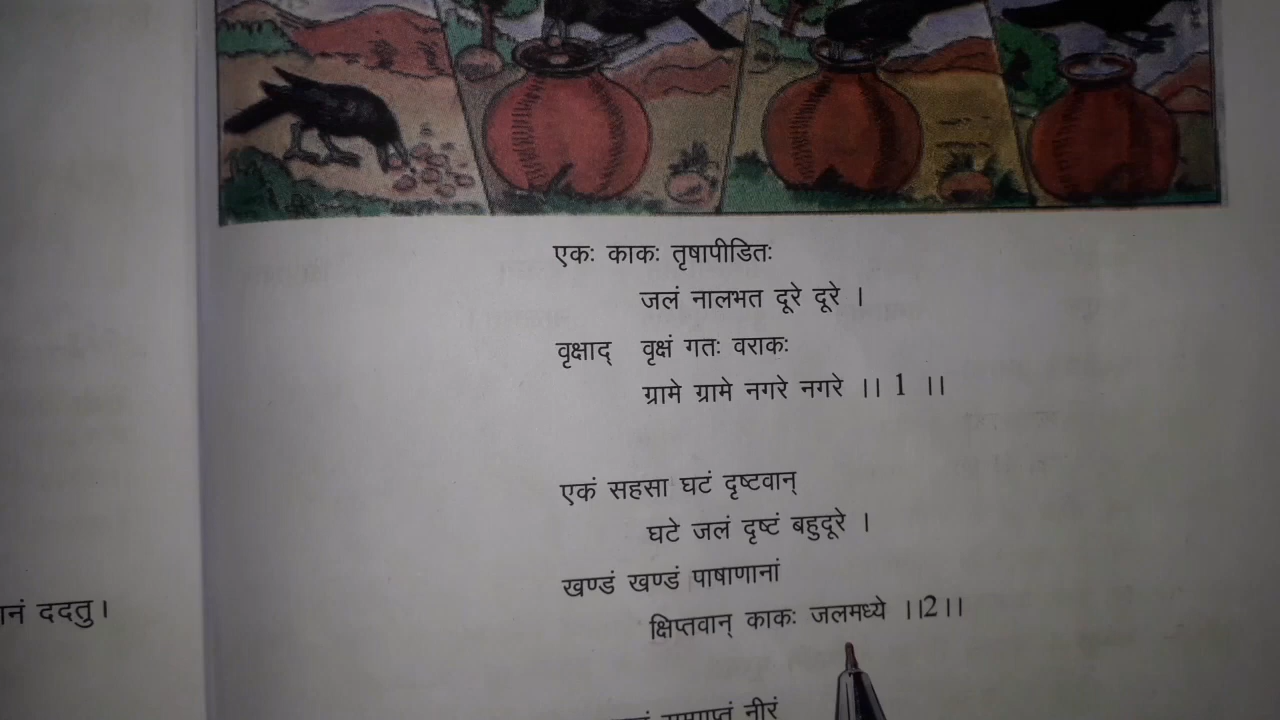 एकः काकः तृषापीडितः
जलं नालभत दूरे दूरे ।
वृक्षाद् वृक्षं गतः वराकः
ग्रामे ग्रामे नगरे नगरे ।। 1 ।।
एकं सहसा घटं दृष्टवान्
घटे जलं दृष्टं बहुदूरे ।
खण्डं खण्डं पाषाणानां
क्षिप्तवान् काकः जलमध्ये ।।2।।
ददतु।
नीरं